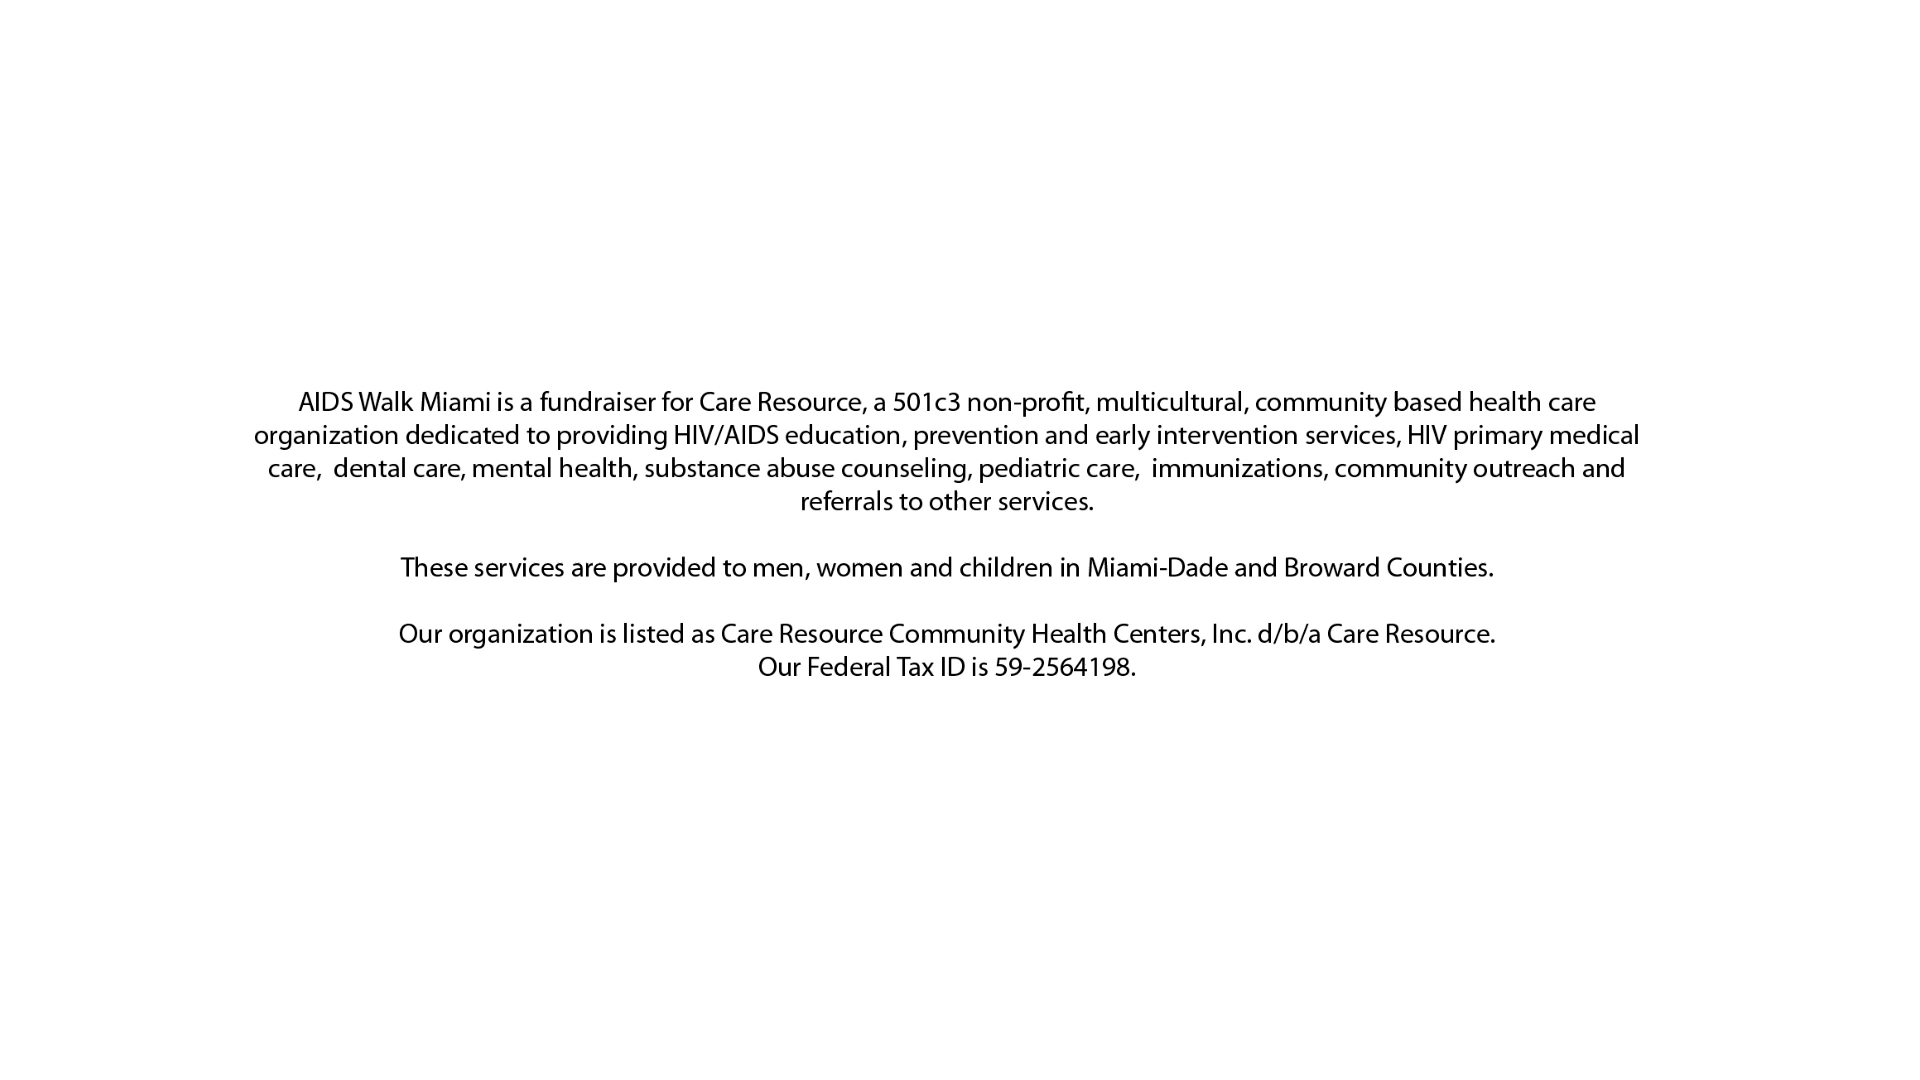 AIDS Walk Miami is a fundraiser for Care Resource, a 501c3 non-profit, multicultural, community based health care
organization dedicated to providing HIV/AIDS education, prevention and early intervention services, HIV primary medical
care,  dental care, mental health, substance abuse counseling, pediatric care,  immunizations, community outreach and
referrals to other services.
These services are provided to men, women and children in Miami-Dade and Broward Counties.
Our organization is listed as Care Resource Community Health Centers, Inc. d/b/a Care Resource.
Our Federal Tax ID is 59-2564198.